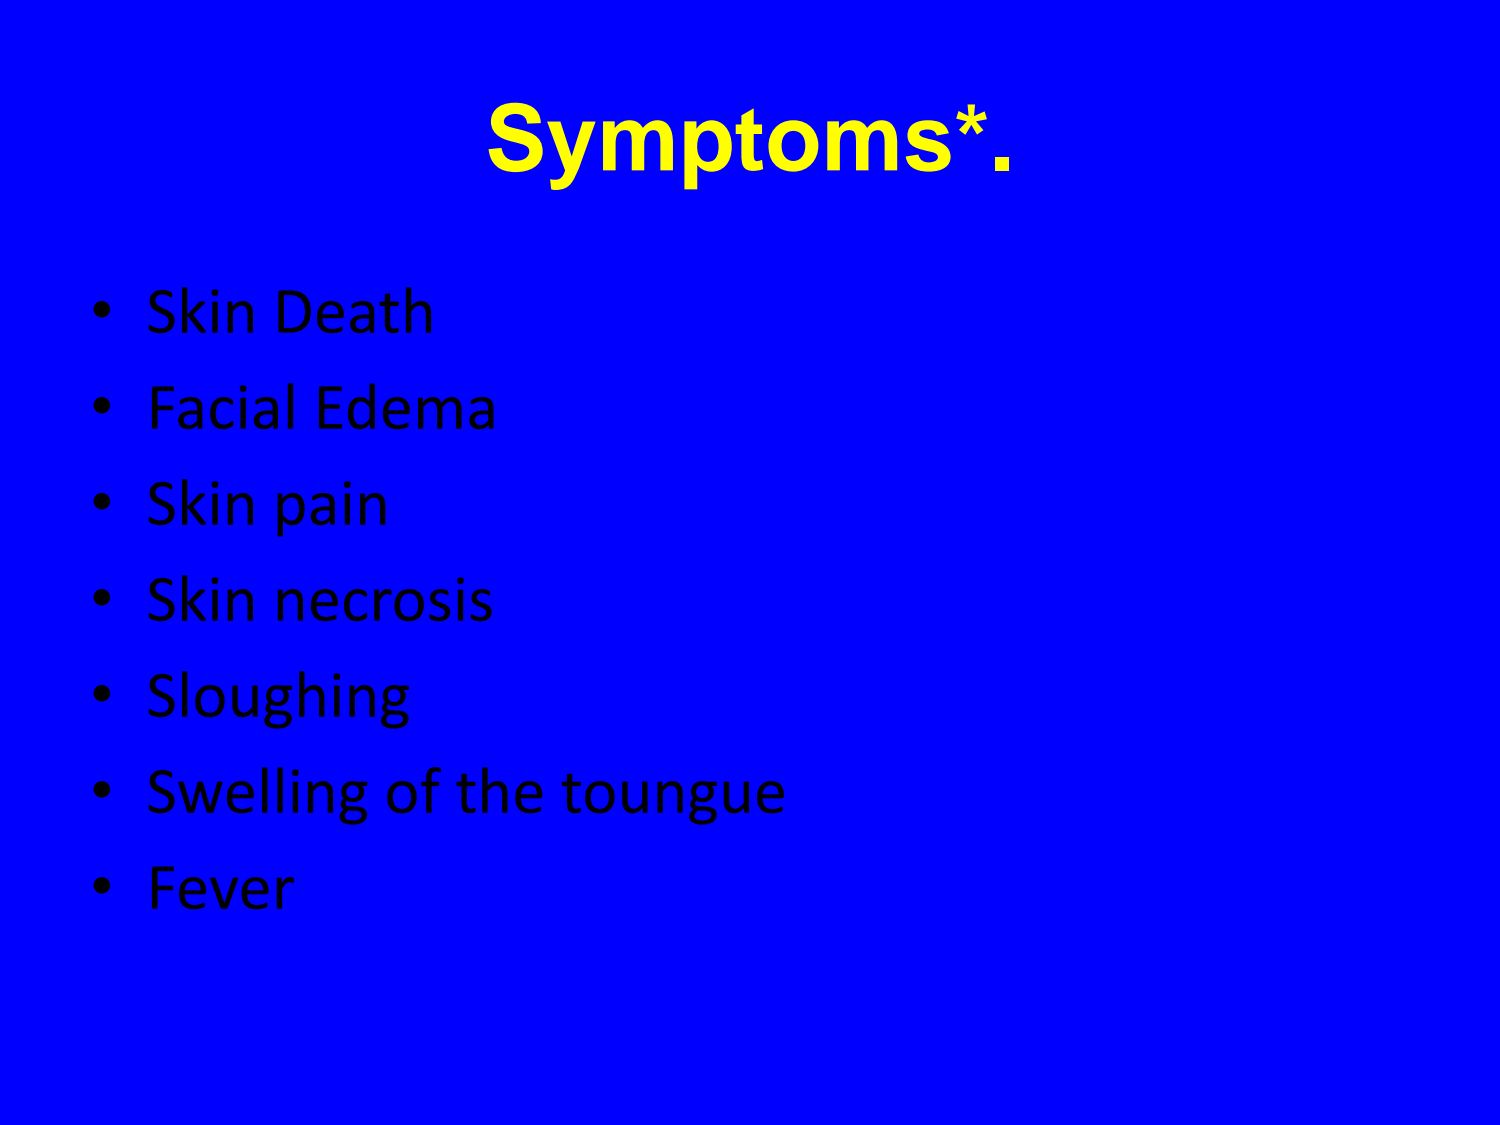 Symptoms*.
• Skin Death
• Facial Edema
• Skin pain
• Skin necrosis
• Sloughing
• Swelling of the toungue
• Fever